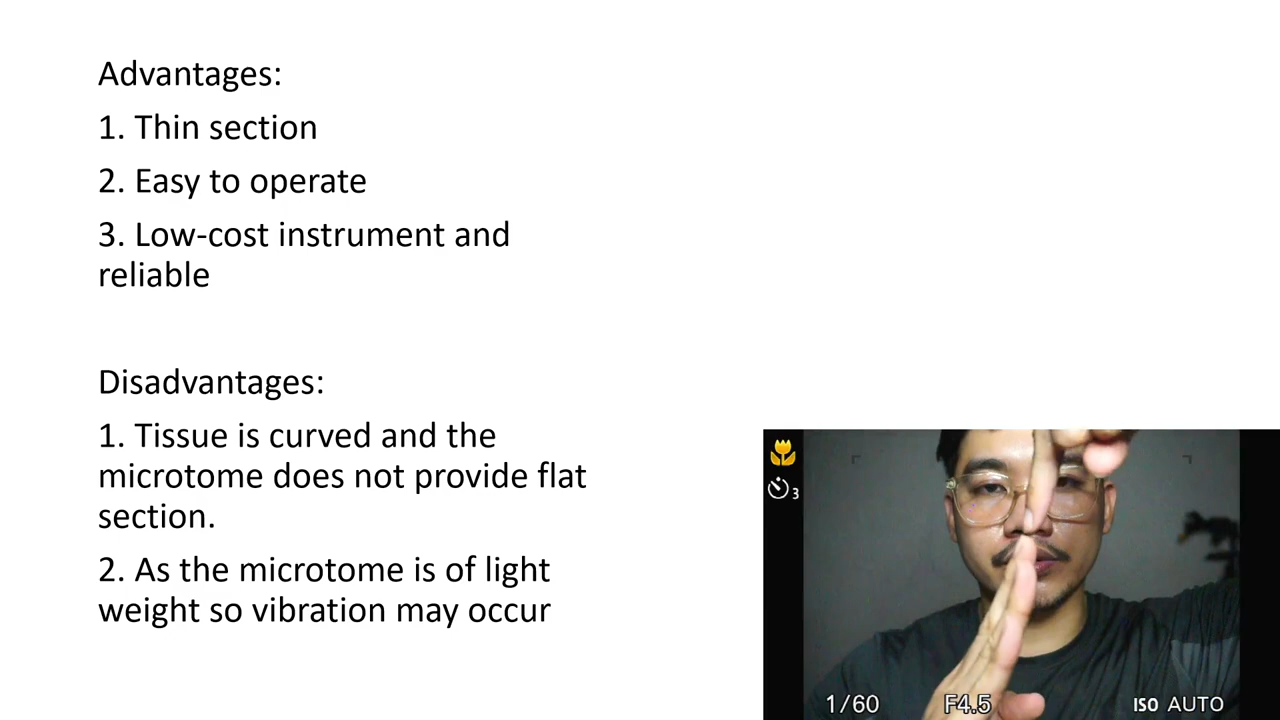 Advantages:
1. Thin section
2. Easy to operate
3. Low-cost instrument and
reliable
Disadvantages:
1. Tissue is curved and the
microtome does not provide flat
section.
2. As the microtome is of light
weight so vibration may occur
3
1/60 F4.5 ISO AUTO